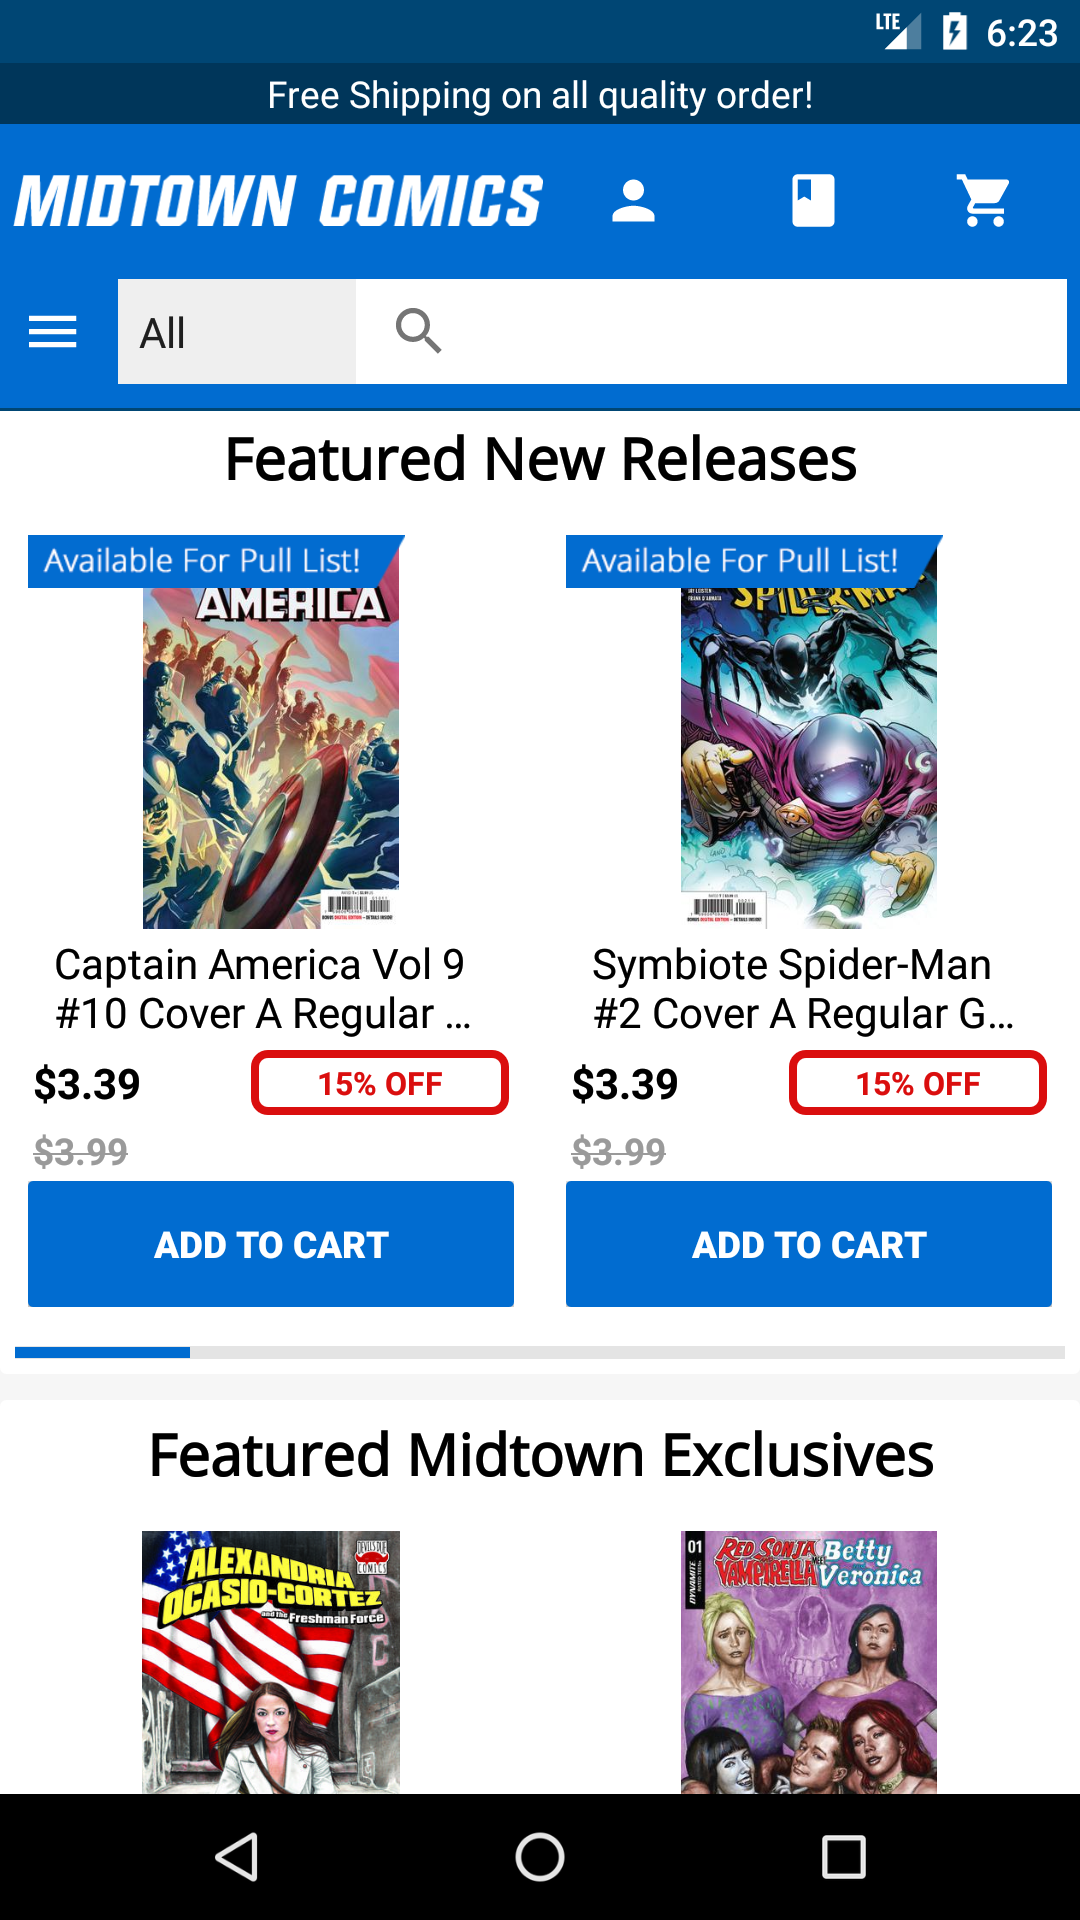 LTE 6:23
Free Shipping on all quality order!
MIDTOWN COMICS
All
Featured New Releases
Available For Pull List!
Available For Pull List!
AMERICA
SPIDER-MAN
Captain America Vol 9
#10 Cover A Regular ...
Symbiote Spider-Man
#2 Cover A Regular G...
$3.39
15% OFF
$3.39
15% OFF
$3.99
$3.99
ADD TO CART
ADD TO CART
Featured Midtown Exclusives
ALEXANDRIA
OCASIO-CORTEZ
and the Freshman Force
DEVIL'S DUE
COMICS
01
DYNAMITE
RED SONJA
VAMPIRELLA
MEET
Betty
Veronica